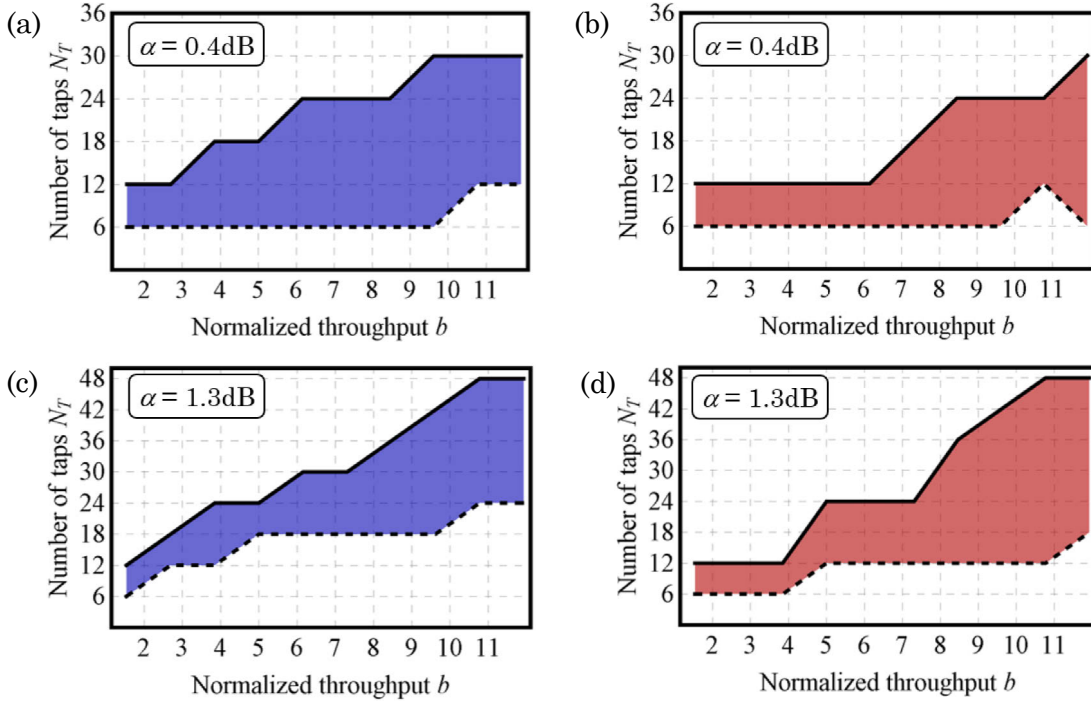 (a)
Number of taps N_T
36
30
24
18
12
6
α = 0.4dB
2 3 4 5 6 7 8 9 10 11
Normalized throughput b
(b)
Number of taps N_T
36
30
24
18
12
6
α = 0.4dB
2 3 4 5 6 7 8 9 10 11
Normalized throughput b
(c)
Number of taps N_T
48
42
36
30
24
18
12
6
α = 1.3dB
2 3 4 5 6 7 8 9 10 11
Normalized throughput b
(d)
Number of taps N_T
48
42
36
30
24
18
12
6
α = 1.3dB
2 3 4 5 6 7 8 9 10 11
Normalized throughput b